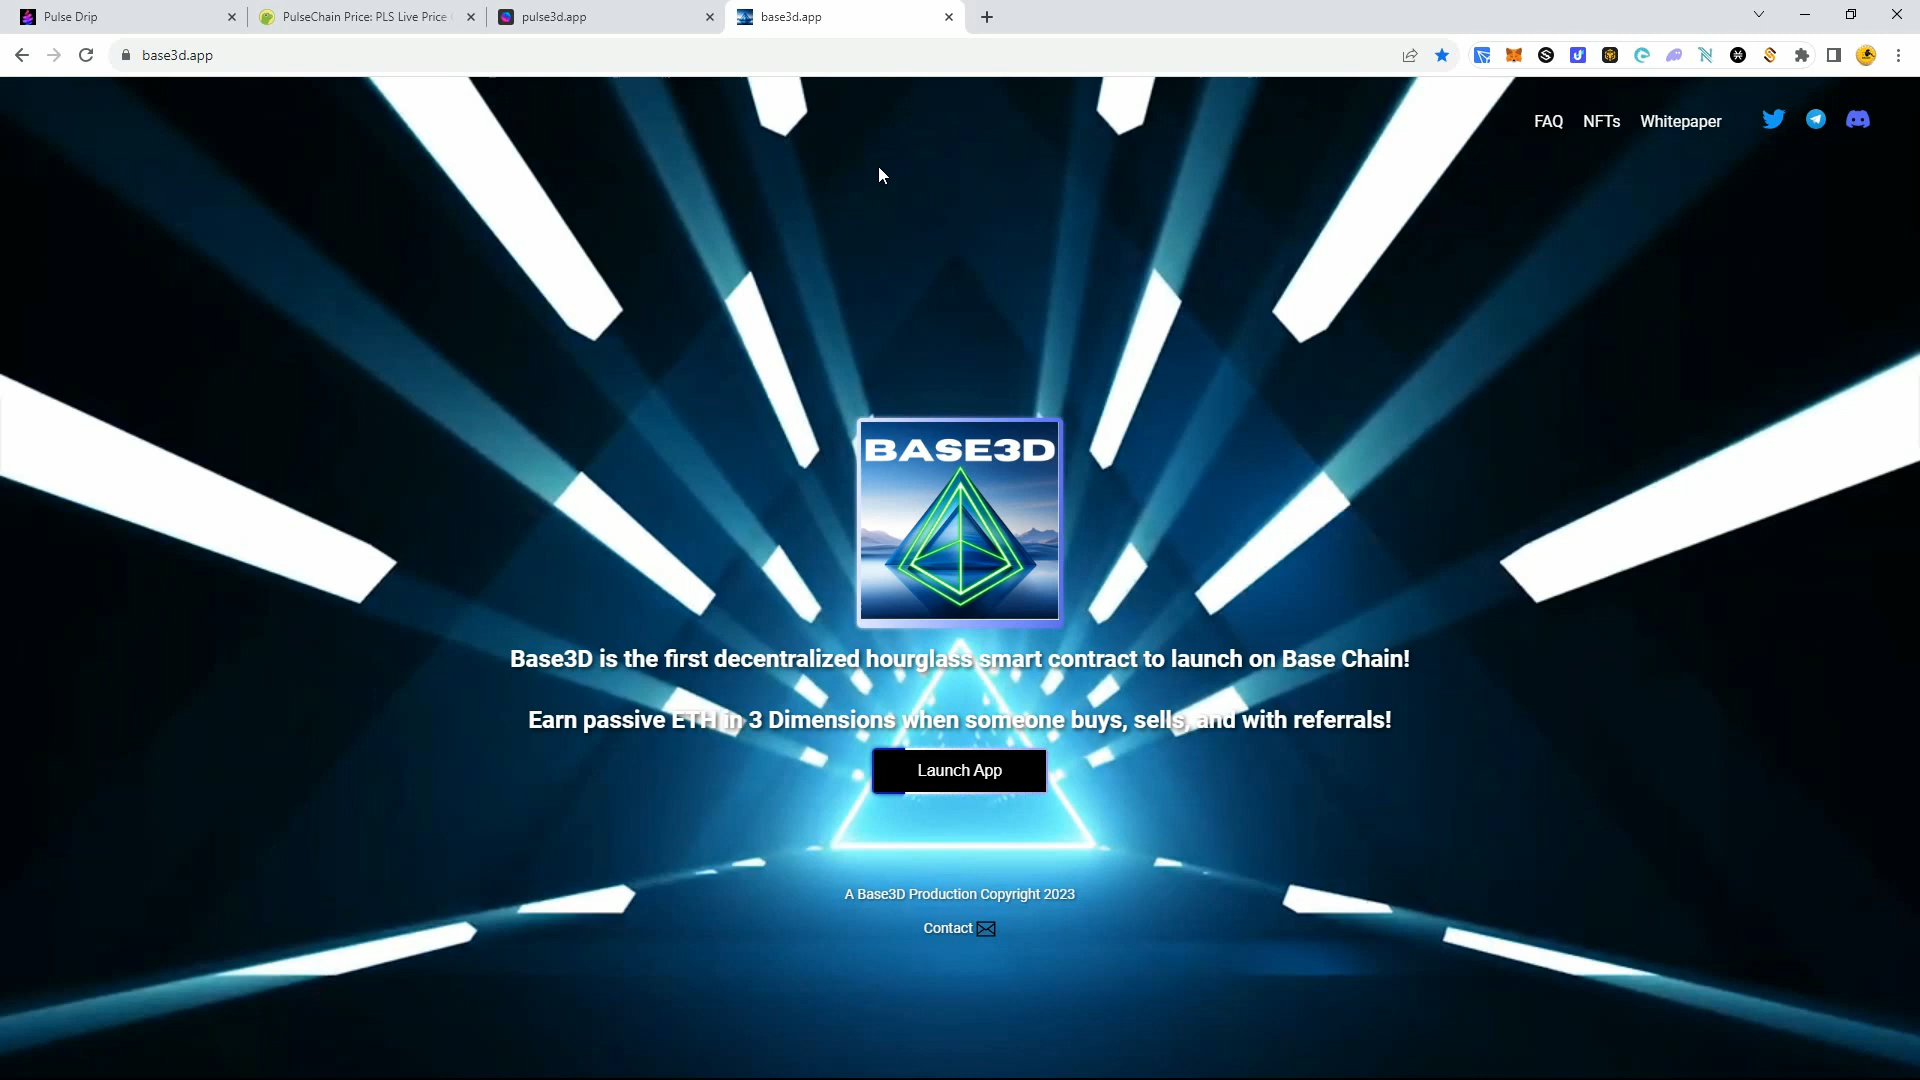 Pulse Drip
PulseChain Price: PLS Live Price
pulse3d.app
base3d.app
base3d.app
FAQ NFTs Whitepaper
BASE3D
Base3D is the first decentralized hourglass smart contract to launch on Base Chain!
Earn passive ETH in 3 Dimensions when someone buys, sells, and with referrals!
Launch App
A Base3D Production Copyright 2023
Contact